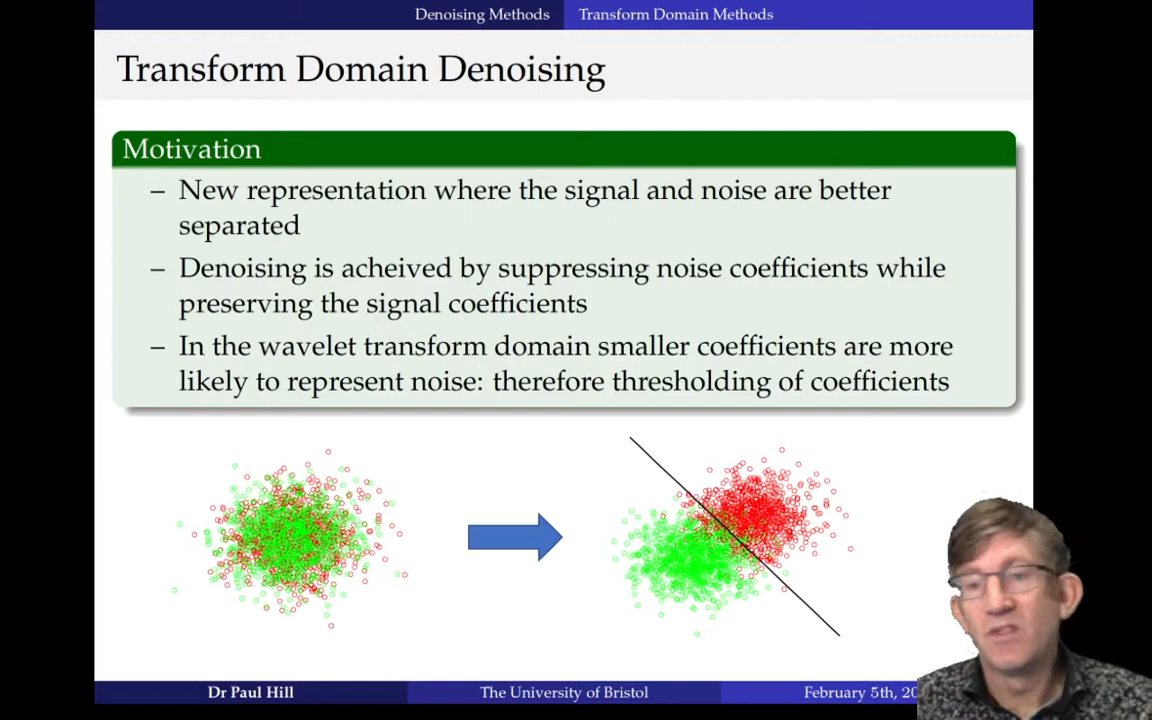 Denoising Methods Transform Domain Methods
Transform Domain Denoising
Motivation
– New representation where the signal and noise are better
separated
– Denoising is acheived by suppressing noise coefficients while
preserving the signal coefficients
– In the wavelet transform domain smaller coefficients are more
likely to represent noise: therefore thresholding of coefficients
Dr Paul Hill The University of Bristol February 5th, 20